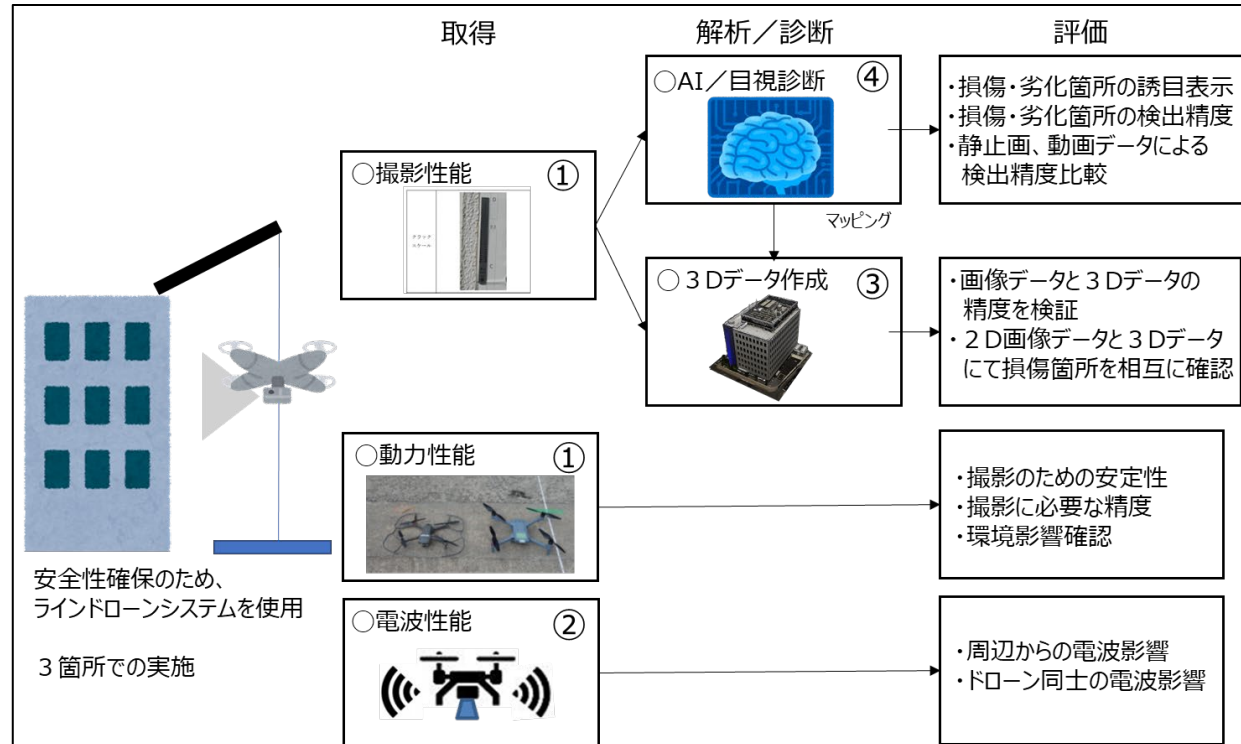 取得
解析／診断
評価
○撮影性能
①
クラック
スケール
○AI／目視診断
④
・損傷・劣化箇所の誘目表示
・損傷・劣化箇所の検出精度
・静止画、動画データによる
検出精度比較
マッピング
○３Dデータ作成
③
・画像データと３Dデータの
精度を検証
・２D画像データと３Dデータ
にて損傷箇所を相互に確認
○動力性能
①
・撮影のための安定性
・撮影に必要な精度
・環境影響確認
安全性確保のため、
ラインドローンシステムを使用
３箇所での実施
○電波性能
②
・周辺からの電波影響
・ドローン同士の電波影響